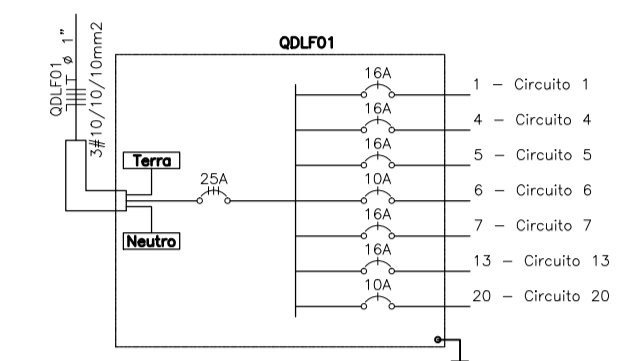 QDLF01
QDLF01 ø 1"
3#10/10/10mm2
Terra
25A
Neutro
16A
1 - Circuito 1
16A
4 - Circuito 4
16A
5 - Circuito 5
10A
6 - Circuito 6
16A
7 - Circuito 7
16A
13 - Circuito 13
10A
20 - Circuito 20